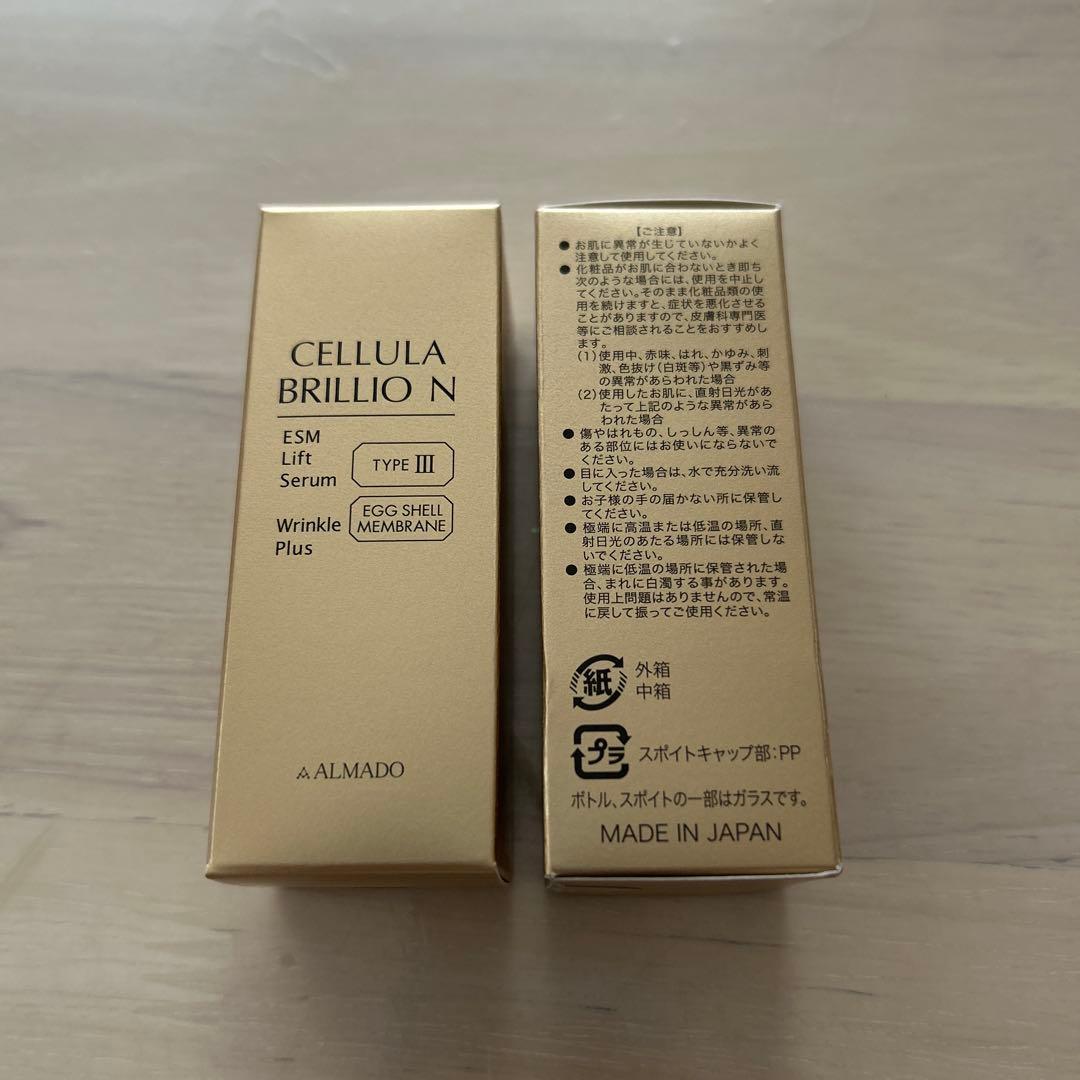 CELLULA
BRILLIO N
ESM
Lift
Serum
TYPE III
Wrinkle
Plus
EGG SHELL
MEMBRANE
ALMADO
【ご注意】
● お肌に異常が生じていないかよく
注意して使用してください。
● 化粧品がお肌に合わないとき即ち
次のような場合には、使用を中止し
てください。そのまま化粧品類の使
用を続けますと、症状を悪化させる
ことがありますので、皮膚科専門医
等にご相談されることをおすすめし
ます。
(1)使用中、赤味、はれ、かゆみ、刺
激、色抜け(白斑等)や黒ずみ等
の異常があらわれた場合
(2)使用したお肌に、直射日光があ
たって上記のような異常があら
われた場合
● 傷やはれもの、しっしん等、異常の
ある部位にはお使いにならないで
ください。
● 目に入った場合は、水で充分洗い流
してください。
● お子様の手の届かない所に保管し
てください。
● 極端に高温または低温の場所、直
射日光のあたる場所には保管しな
いでください。
● 極端に低温の場所に保管された場
合、まれに白濁する事があります。
使用上問題はありませんので、常温
に戻して振ってご使用ください。
紙
外箱
中箱
プラ
スポイトキャップ部:PP
ボトル、スポイトの一部はガラスです。
MADE IN JAPAN